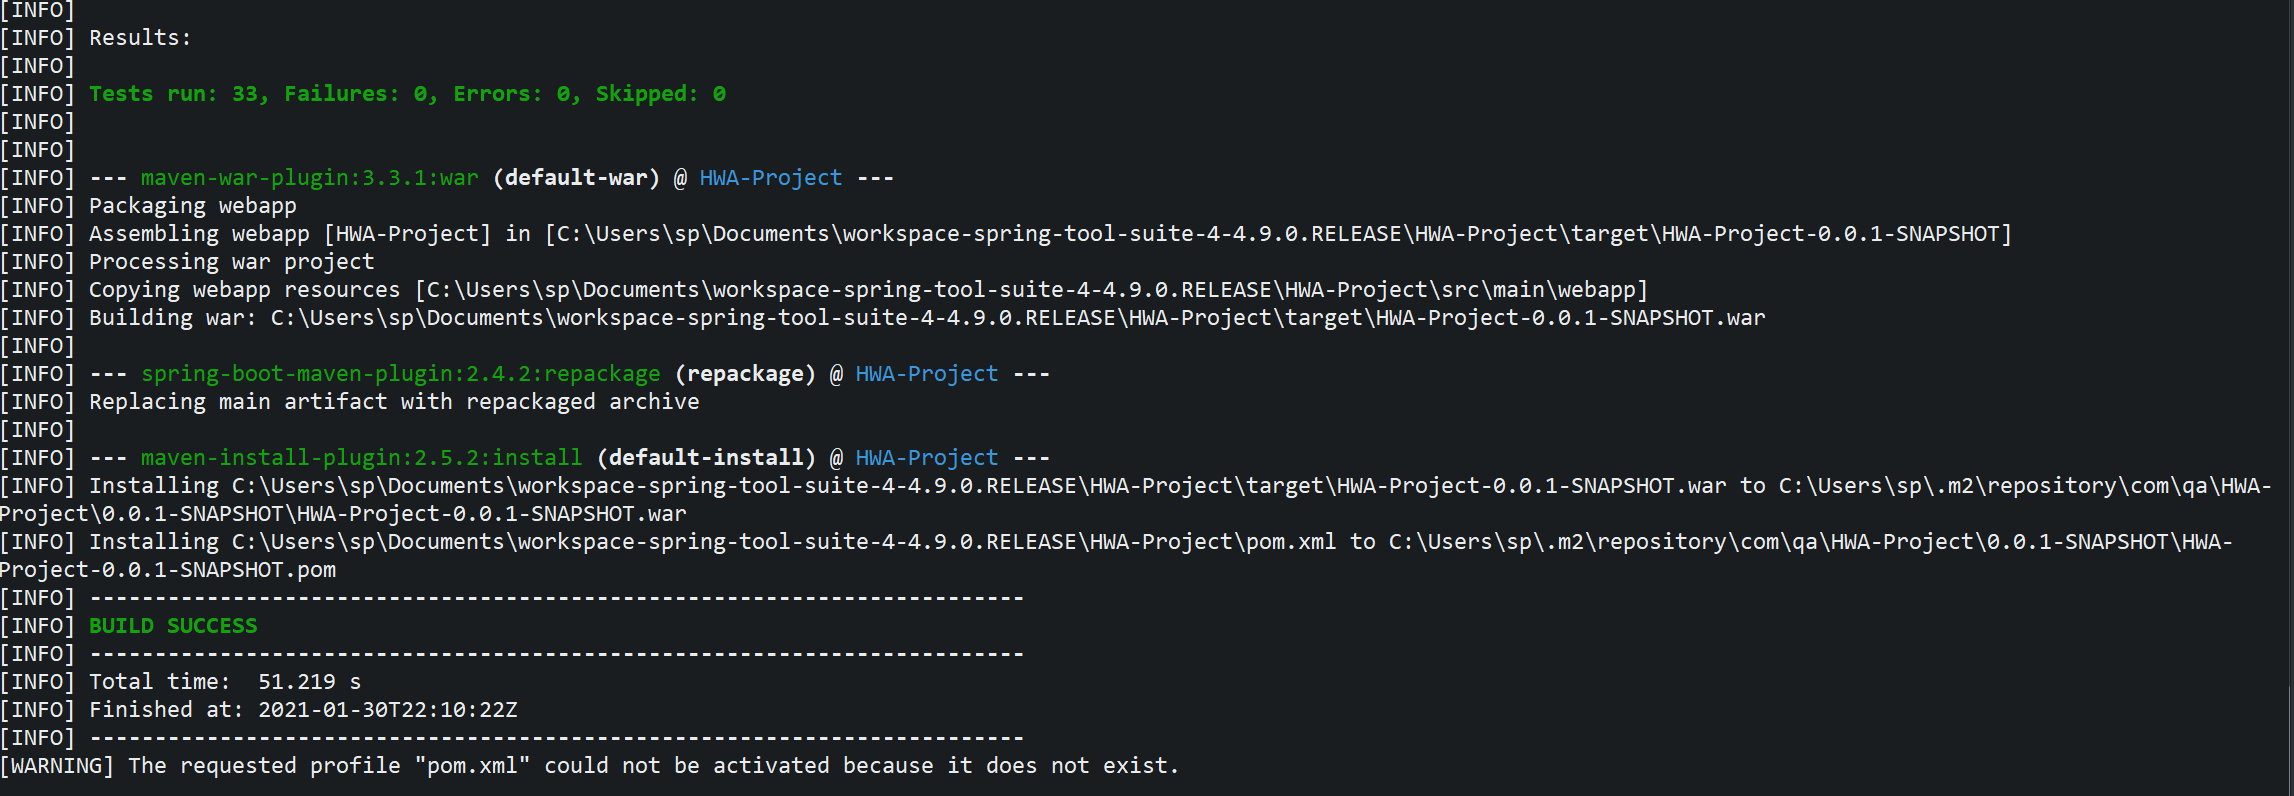 [INFO]
[INFO] Results:
[INFO]
[INFO] Tests run: 33, Failures: 0, Errors: 0, Skipped: 0
[INFO]
[INFO]
[INFO] --- maven-war-plugin:3.3.1:war (default-war) @ HWA-Project ---
[INFO] Packaging webapp
[INFO] Assembling webapp [HWA-Project] in [C:\Users\sp\Documents\workspace-spring-tool-suite-4-4.9.0.RELEASE\HWA-Project\target\HWA-Project-0.0.1-SNAPSHOT]
[INFO] Processing war project
[INFO] Copying webapp resources [C:\Users\sp\Documents\workspace-spring-tool-suite-4-4.9.0.RELEASE\HWA-Project\src\main\webapp]
[INFO] Building war: C:\Users\sp\Documents\workspace-spring-tool-suite-4-4.9.0.RELEASE\HWA-Project\target\HWA-Project-0.0.1-SNAPSHOT.war
[INFO]
[INFO] --- spring-boot-maven-plugin:2.4.2:repackage (repackage) @ HWA-Project ---
[INFO] Replacing main artifact with repackaged archive
[INFO]
[INFO] --- maven-install-plugin:2.5.2:install (default-install) @ HWA-Project ---
[INFO] Installing C:\Users\sp\Documents\workspace-spring-tool-suite-4-4.9.0.RELEASE\HWA-Project\target\HWA-Project-0.0.1-SNAPSHOT.war to C:\Users\sp\.m2\repository\com\qa\HWA-
Project\0.0.1-SNAPSHOT\HWA-Project-0.0.1-SNAPSHOT.war
[INFO] Installing C:\Users\sp\Documents\workspace-spring-tool-suite-4-4.9.0.RELEASE\HWA-Project\pom.xml to C:\Users\sp\.m2\repository\com\qa\HWA-Project\0.0.1-SNAPSHOT\HWA-
Project-0.0.1-SNAPSHOT.pom
[INFO] ------------------------------------------------------------------------
[INFO] BUILD SUCCESS
[INFO] ------------------------------------------------------------------------
[INFO] Total time:  51.219 s
[INFO] Finished at: 2021-01-30T22:10:22Z
[INFO] ------------------------------------------------------------------------
[WARNING] The requested profile "pom.xml" could not be activated because it does not exist.